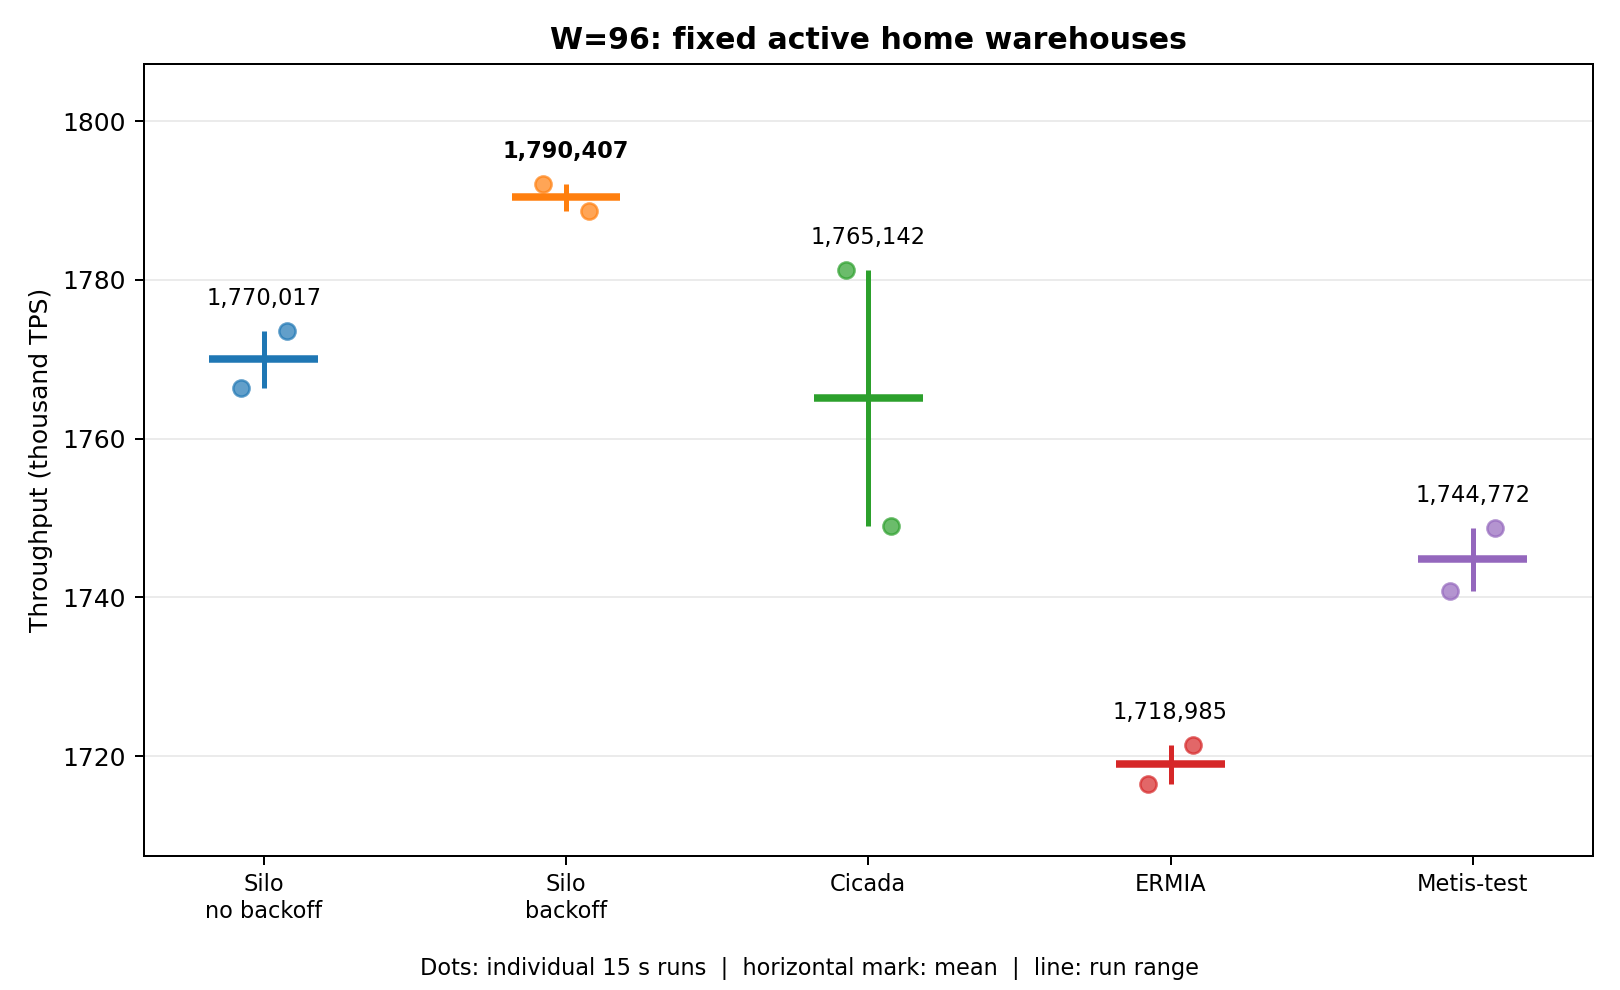 W=96: fixed active home warehouses
Throughput (thousand TPS)
1800
1780
1760
1740
1720
1,770,017
1,790,407
1,765,142
1,718,985
1,744,772
Silo
no backoff
Silo
backoff
Cicada
ERMIA
Metis-test
Dots: individual 15 s runs | horizontal mark: mean | line: run range